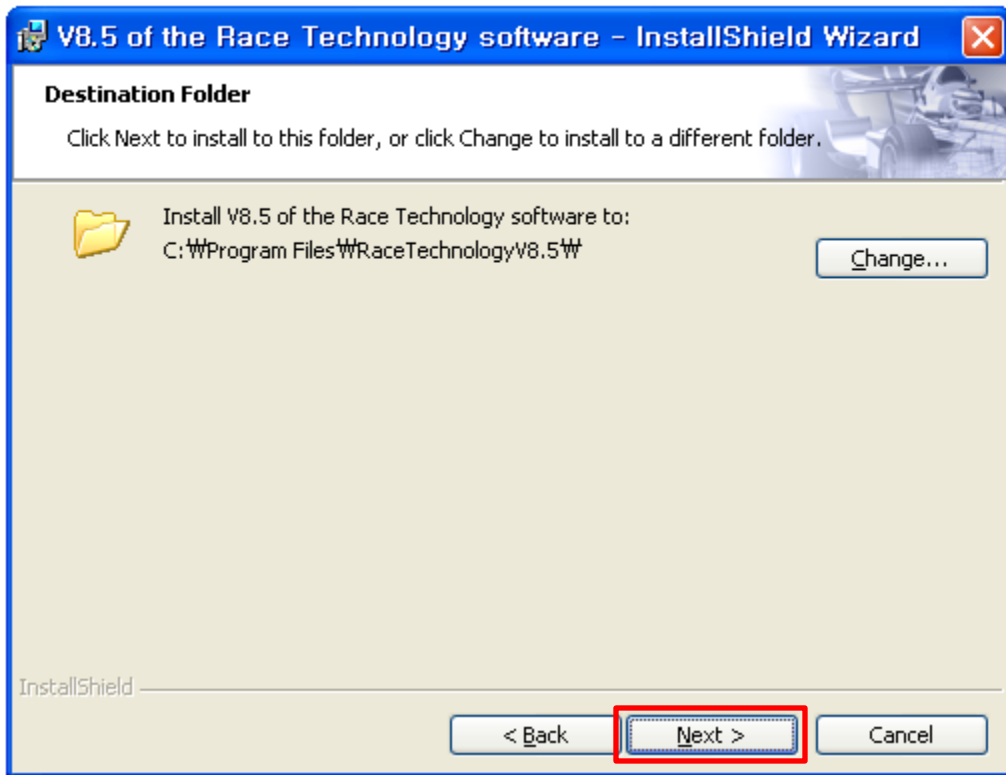 V8.5 of the Race Technology software - InstallShield Wizard
Destination Folder
Click Next to install to this folder, or click Change to install to a different folder.
Install V8.5 of the Race Technology software to:
C:₩Program Files₩RaceTechnologyV8.5₩
Change...
InstallShield
< Back
Next >
Cancel